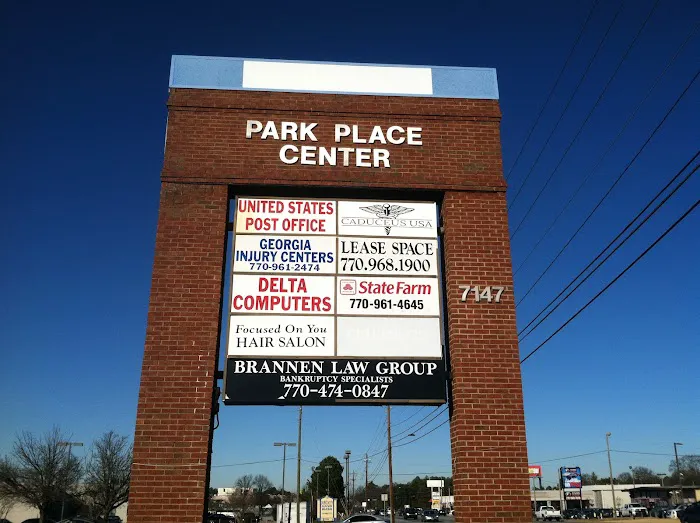 PARK PLACE
CENTER
UNITED STATES
POST OFFICE
CADUCEUS USA
GEORGIA
INJURY CENTERS
770-961-2474
LEASE SPACE
770.968.1900
DELTA
COMPUTERS
State Farm
770-961-4645
7147
Focused On You
HAIR SALON
BRANNEN LAW GROUP
BANKRUPTCY SPECIALISTS
770-474-0847